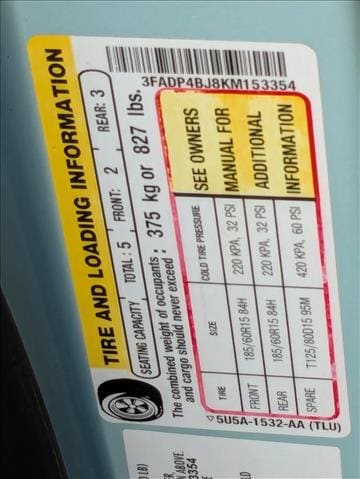 3FADP4BJ8KM153354
TIRE AND LOADING INFORMATION
SEATING CAPACITY TOTAL: 5 FRONT: 2 REAR: 3
The combined weight of occupants and cargo should never exceed : 375 kg or 827 lbs.
TIRE SIZE COLD TIRE PRESSURE
FRONT 185/60R15 84H 220 KPA, 32 PSI
REAR 185/60R15 84H 220 KPA, 32 PSI
SPARE T125/80D15 95M 420 KPA, 60 PSI
SEE OWNERS
MANUAL FOR
ADDITIONAL
INFORMATION
5U5A-1532-AA (TLU)
LB)
ABOVE.
3354